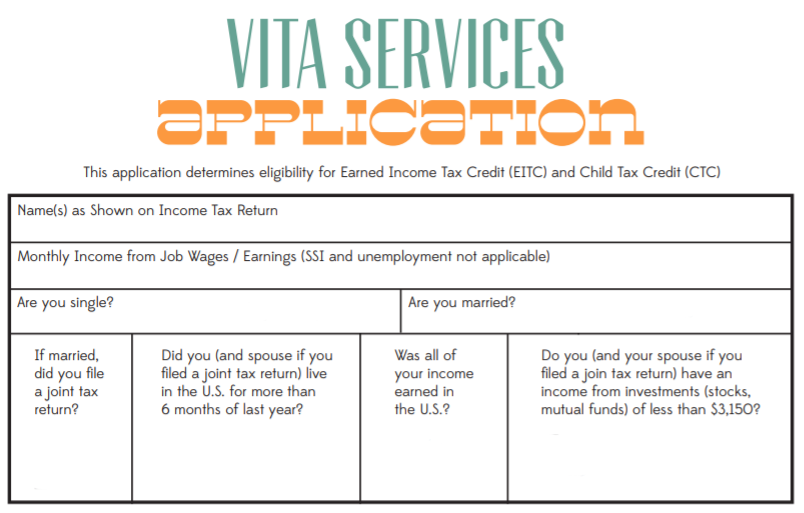 VITA SERVICES
APPLICATION
This application determines eligibility for Earned Income Tax Credit (EITC) and Child Tax Credit (CTC)
Name(s) as Shown on Income Tax Return
Monthly Income from Job Wages / Earnings (SSI and unemployment not applicable)
Are you single?
Are you married?
If married,
did you file
a joint tax
return?
Did you (and spouse if you
filed a joint tax return) live
in the U.S. for more than
6 months of last year?
Was all of
your income
earned in
the U.S.?
Do you (and your spouse if you
filed a join tax return) have an
income from investments (stocks,
mutual funds) of less than $3,150?